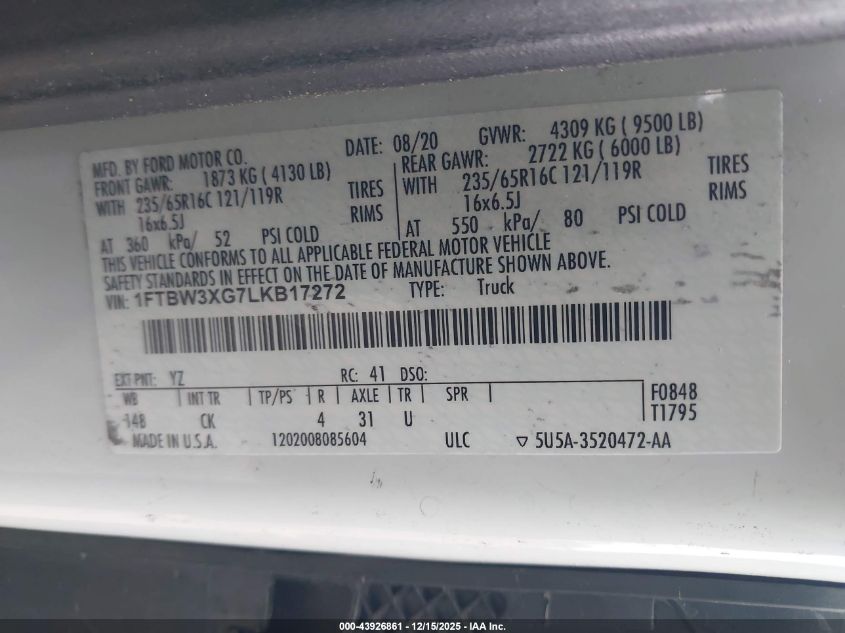 MFD. BY FORD MOTOR CO. DATE: 08/20 GVWR: 4309 KG ( 9500 LB)
FRONT GAWR: 1873 KG ( 4130 LB) REAR GAWR: 2722 KG ( 6000 LB)
WITH 235/65R16C 121/119R TIRES WITH 235/65R16C 121/119R TIRES
16x6.5J RIMS 16x6.5J RIMS
AT 360 kPa/ 52 PSI COLD AT 550 kPa/ 80 PSI COLD
THIS VEHICLE CONFORMS TO ALL APPLICABLE FEDERAL MOTOR VEHICLE
SAFETY STANDARDS IN EFFECT ON THE DATE OF MANUFACTURE SHOWN ABOVE.
VIN: 1FTBW3XG7LKB17272 TYPE: Truck
EXT PNT: YZ RC: 41 DSO:
WB INT TR TP/PS R AXLE TR SPR F0848
148 CK 4 31 U T1795
MADE IN U.S.A. 1202008085604 ULC ▽ 5U5A-3520472-AA
000-43926861 - 12/15/2025 - IAA Inc.